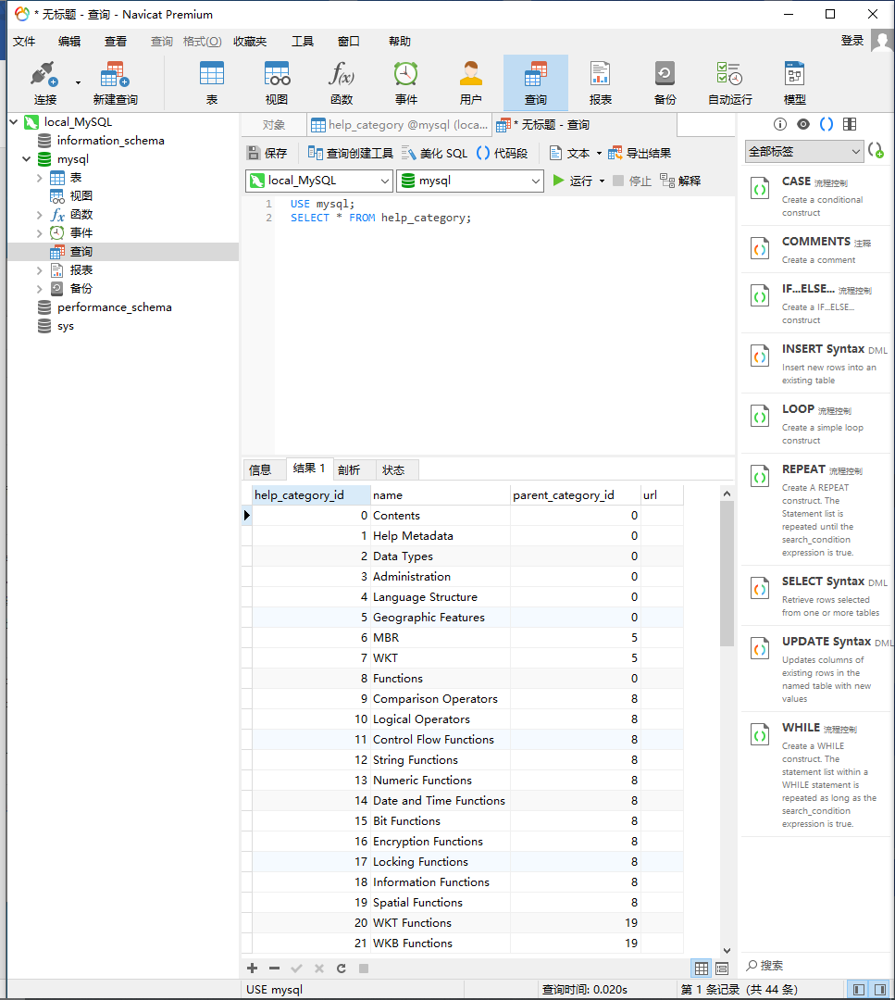 * 无标题 - 查询 - Navicat Premium
文件 编辑 查看 查询 格式(O) 收藏夹 工具 窗口 帮助 登录
连接 新建查询 表 视图 函数 事件 用户 查询 报表 备份 自动运行 模型
local_MySQL
information_schema
mysql
表
视图
函数
事件
查询
报表
备份
performance_schema
sys
对象 help_category @mysql (loca... * 无标题 - 查询
保存 查询创建工具 美化 SQL 代码段 文本 导出结果
local_MySQL mysql 运行 停止 解释
1 USE mysql;
2 SELECT * FROM help_category;
信息 结果 1 剖析 状态
help_category_id name parent_category_id url
0 Contents 0
1 Help Metadata 0
2 Data Types 0
3 Administration 0
4 Language Structure 0
5 Geographic Features 0
6 MBR 5
7 WKT 5
8 Functions 0
9 Comparison Operators 8
10 Logical Operators 8
11 Control Flow Functions 8
12 String Functions 8
13 Numeric Functions 8
14 Date and Time Functions 8
15 Bit Functions 8
16 Encryption Functions 8
17 Locking Functions 8
18 Information Functions 8
19 Spatial Functions 8
20 WKT Functions 19
21 WKB Functions 19
全部标签
CASE 流程控制
Create a conditional
construct
COMMENTS 注释
Create a comment
IF...ELSE... 流程控制
Create a IF...ELSE...
construct
INSERT Syntax DML
Insert new rows into an
existing table
LOOP 流程控制
Create a simple loop
construct
REPEAT 流程控制
Create A REPEAT
construct. The
Statement list is
repeated until the
search_condition
expression is true.
SELECT Syntax DML
Retrieve rows selected
from one or more tables
UPDATE Syntax DML
Updates columns of
existing rows in the
named table with new
values
WHILE 流程控制
Create a WHILE
construct. The
statement list within a
WHILE statement is
repeated as long as the
search_condition
expression is true.
搜索
USE mysql 查询时间: 0.020s 第 1 条记录 (共 44 条)